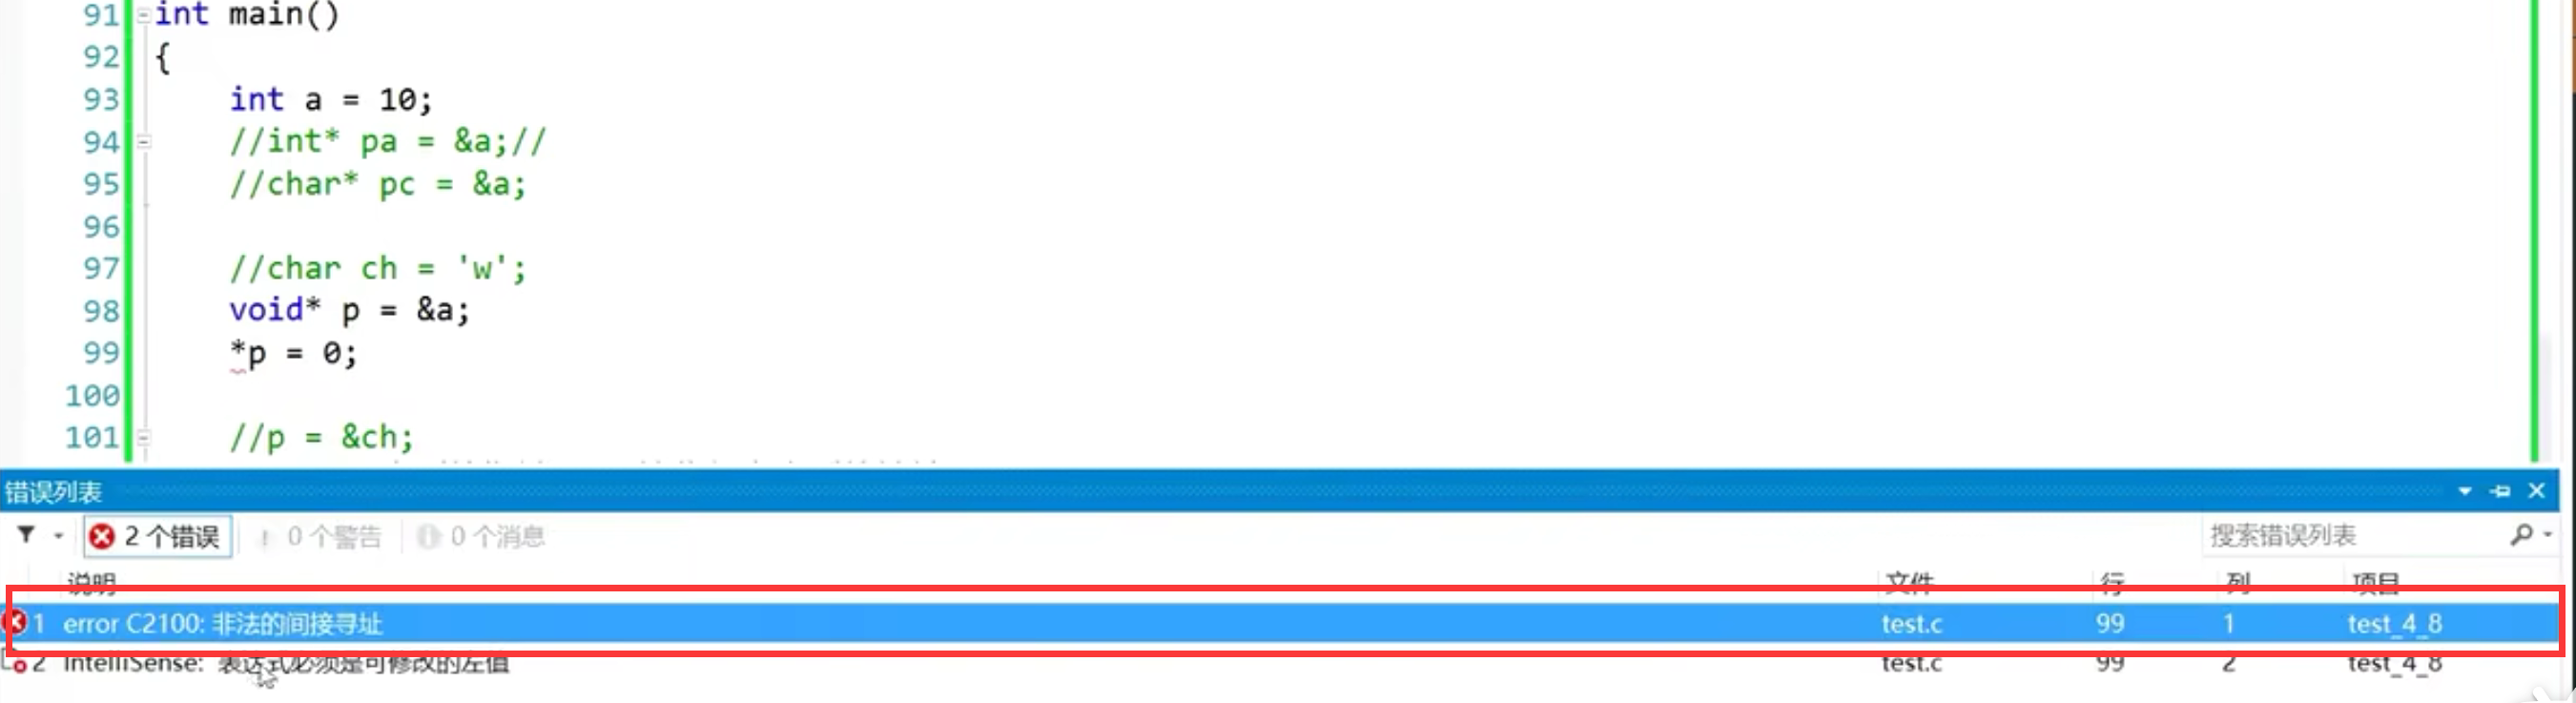 91 int main()
92 {
93 int a = 10;
94 //int* pa = &a;//
95 //char* pc = &a;
96
97 //char ch = 'w';
98 void* p = &a;
99 *p = 0;
100
101 //p = &ch;
错误列表
2 个错误 0 个警告 0 个消息 搜索错误列表
说明 文件 行 列 项目
1 error C2100: 非法的间接寻址 test.c 99 1 test_4_8
2 IntelliSense: 表达式必须是可修改的左值 test.c 99 2 test_4_8